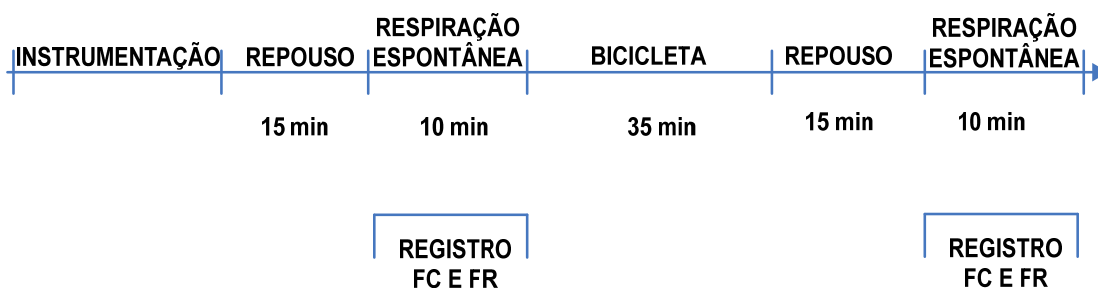 INSTRUMENTAÇÃO
REPOUSO
RESPIRAÇÃO
ESPONTÂNEA
BICICLETA
REPOUSO
RESPIRAÇÃO
ESPONTÂNEA
15 min
10 min
35 min
15 min
10 min
REGISTRO
FC E FR
REGISTRO
FC E FR